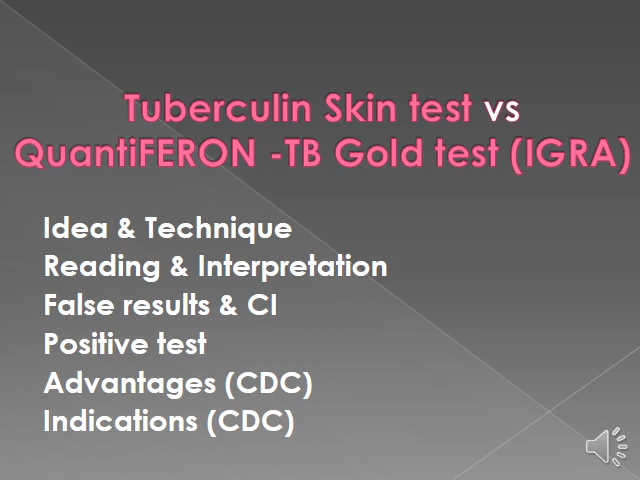 Tuberculin Skin test vs
QuantiFERON -TB Gold test (IGRA)
Idea & Technique
Reading & Interpretation
False results & CI
Positive test
Advantages (CDC)
Indications (CDC)